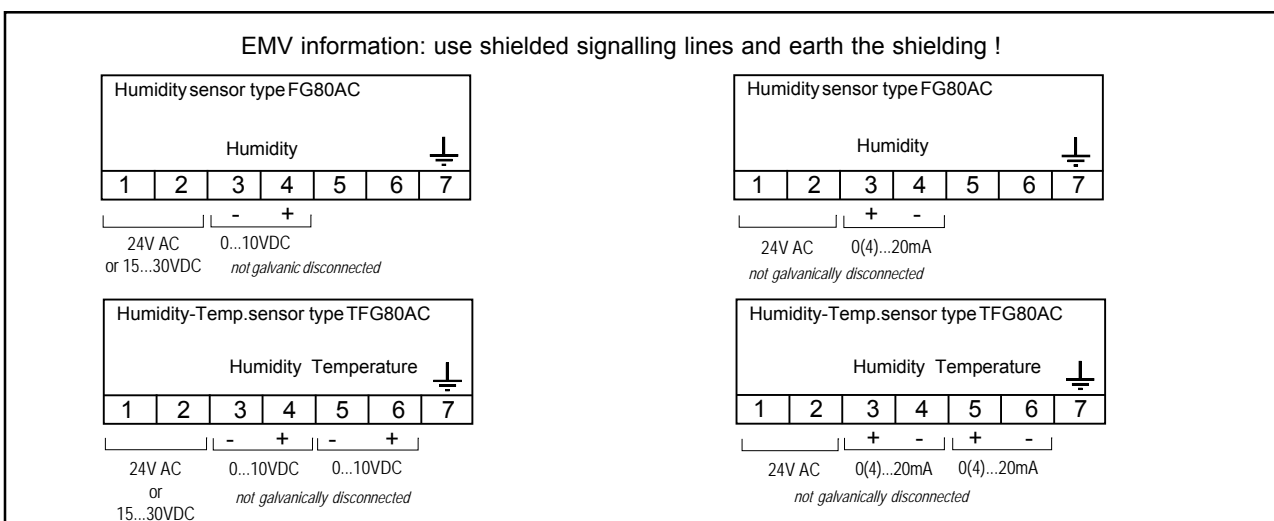 EMV information: use shielded signalling lines and earth the shielding !
Humidity sensor type FG80AC
Humidity
1 2 3 4 5 6 7
- +
24V AC 0...10VDC
or 15...30VDC not galvanic disconnected
Humidity sensor type FG80AC
Humidity
1 2 3 4 5 6 7
+ -
24V AC 0(4)...20mA
not galvanically disconnected
Humidity-Temp.sensor type TFG80AC
Humidity Temperature
1 2 3 4 5 6 7
- + - +
24V AC 0...10VDC 0...10VDC
or not galvanically disconnected
15...30VDC
Humidity-Temp.sensor type TFG80AC
Humidity Temperature
1 2 3 4 5 6 7
+ - + -
24V AC 0(4)...20mA 0(4)...20mA
not galvanically disconnected